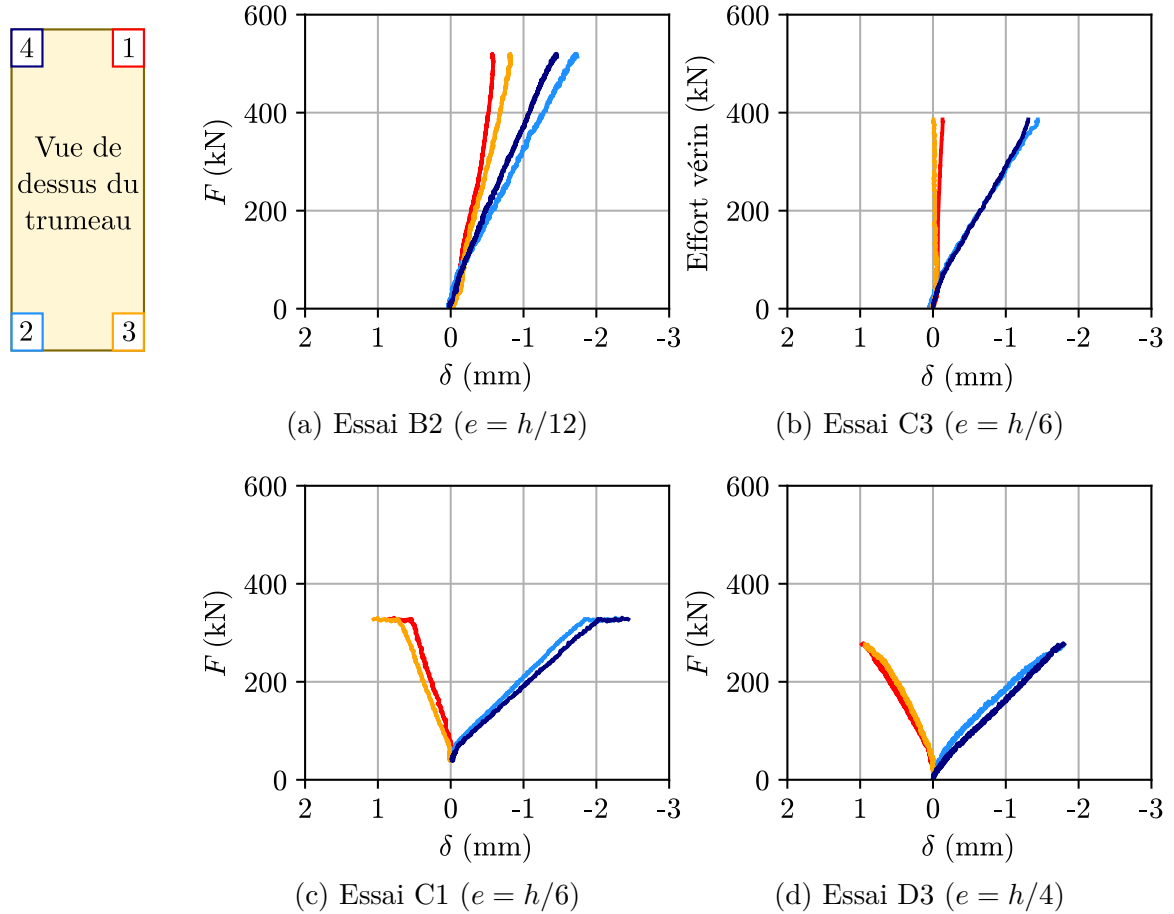 4 1
Vue de
dessus du
trumeau
2 3
600
400
200
0
F (kN)
2 1 0 -1 -2 -3
δ (mm)
(a) Essai B2 (e = h/12)
600
400
200
0
Effort vérin (kN)
2 1 0 -1 -2 -3
δ (mm)
(b) Essai C3 (e = h/6)
600
400
200
0
F (kN)
2 1 0 -1 -2 -3
δ (mm)
(c) Essai C1 (e = h/6)
600
400
200
0
F (kN)
2 1 0 -1 -2 -3
δ (mm)
(d) Essai D3 (e = h/4)